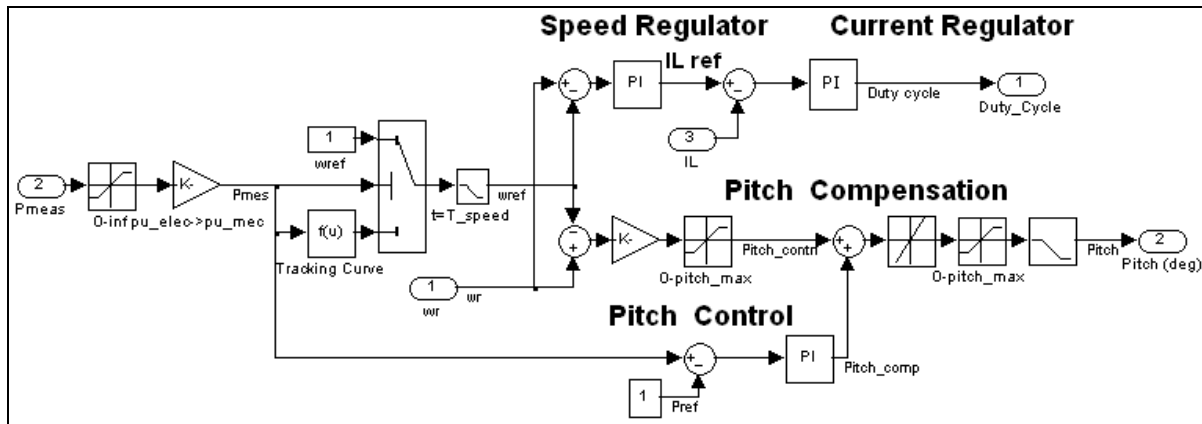 Speed Regulator
Current Regulator
IL ref
PI
PI
Duty cycle
1
Duty_Cycle
3
IL
1
wref
2
Pmeas
0-inf
K-
pu_elec->pu_mec
Pmes
f(u)
Tracking Curve
t=T_speed
wref
Pitch Compensation
K-
0-pitch_max
Pitch_contrl
0-pitch_max
Pitch
2
Pitch (deg)
1
wr
wr
Pitch Control
PI
Pitch_comp
1
Pref